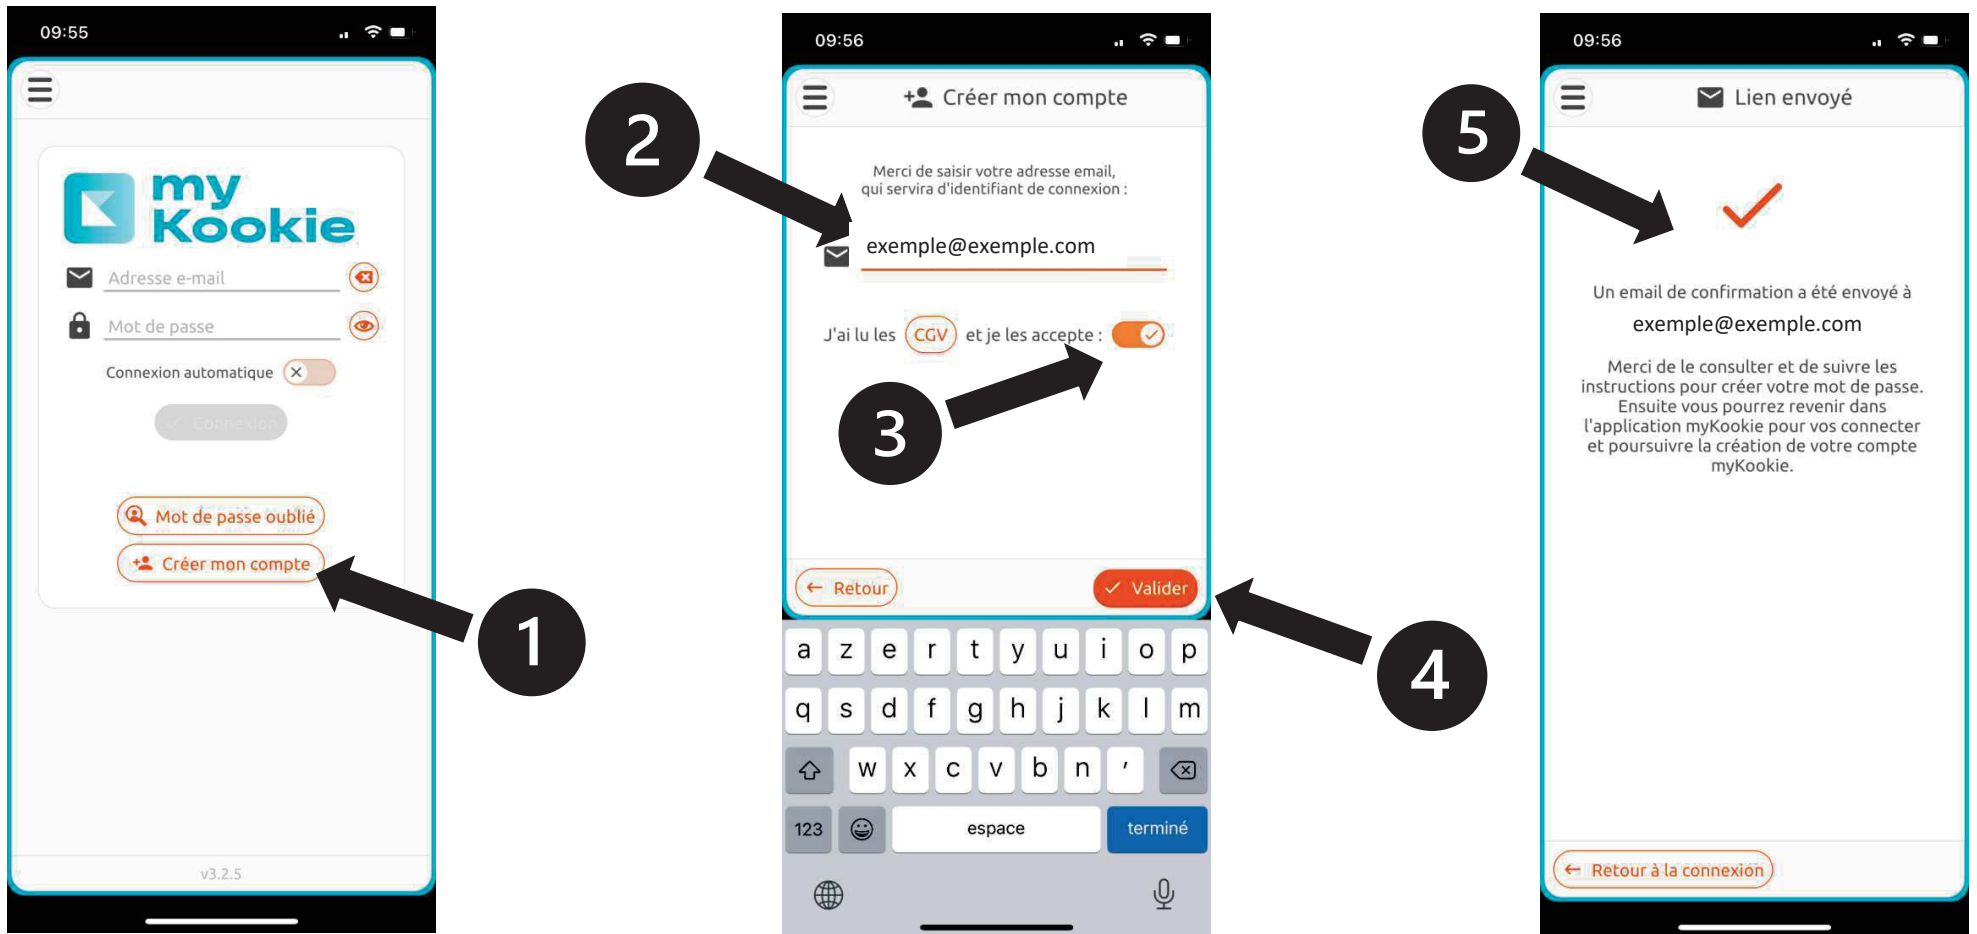 09:55
my
Kookie
Adresse e-mail
Mot de passe
Connexion automatique
Connexion
Mot de passe oublié
Créer mon compte
v3.2.5
1
09:56
Créer mon compte
2
Merci de saisir votre adresse email,
qui servira d'identifiant de connexion :
exemple@exemple.com
J'ai lu les CGV et je les accepte :
3
Retour
Valider
4
a z e r t y u i o p
q s d f g h j k l m
w x c v b n '
123
espace
terminé
09:56
Lien envoyé
5
Un email de confirmation a été envoyé à
exemple@exemple.com
Merci de le consulter et de suivre les
instructions pour créer votre mot de passe.
Ensuite vous pourrez revenir dans
l'application myKookie pour vos connecter
et poursuivre la création de votre compte
myKookie.
Retour à la connexion